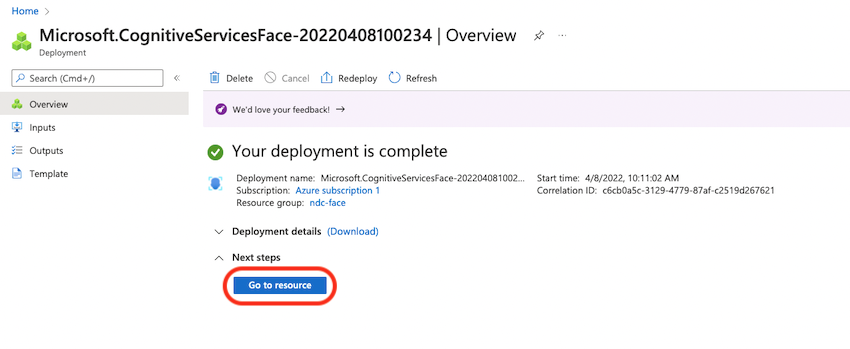 Home
Microsoft.CognitiveServicesFace-20220408100234 | Overview
Deployment
Search (Cmd+/)
Delete Cancel Redeploy Refresh
Overview
Inputs
Outputs
Template
We'd love your feedback! →
Your deployment is complete
Deployment name: Microsoft.CognitiveServicesFace-202204081002...
Subscription: Azure subscription 1
Resource group: ndc-face
Start time: 4/8/2022, 10:11:02 AM
Correlation ID: c6cb0a5c-3129-4779-87af-c2519d267621
Deployment details (Download)
Next steps
Go to resource